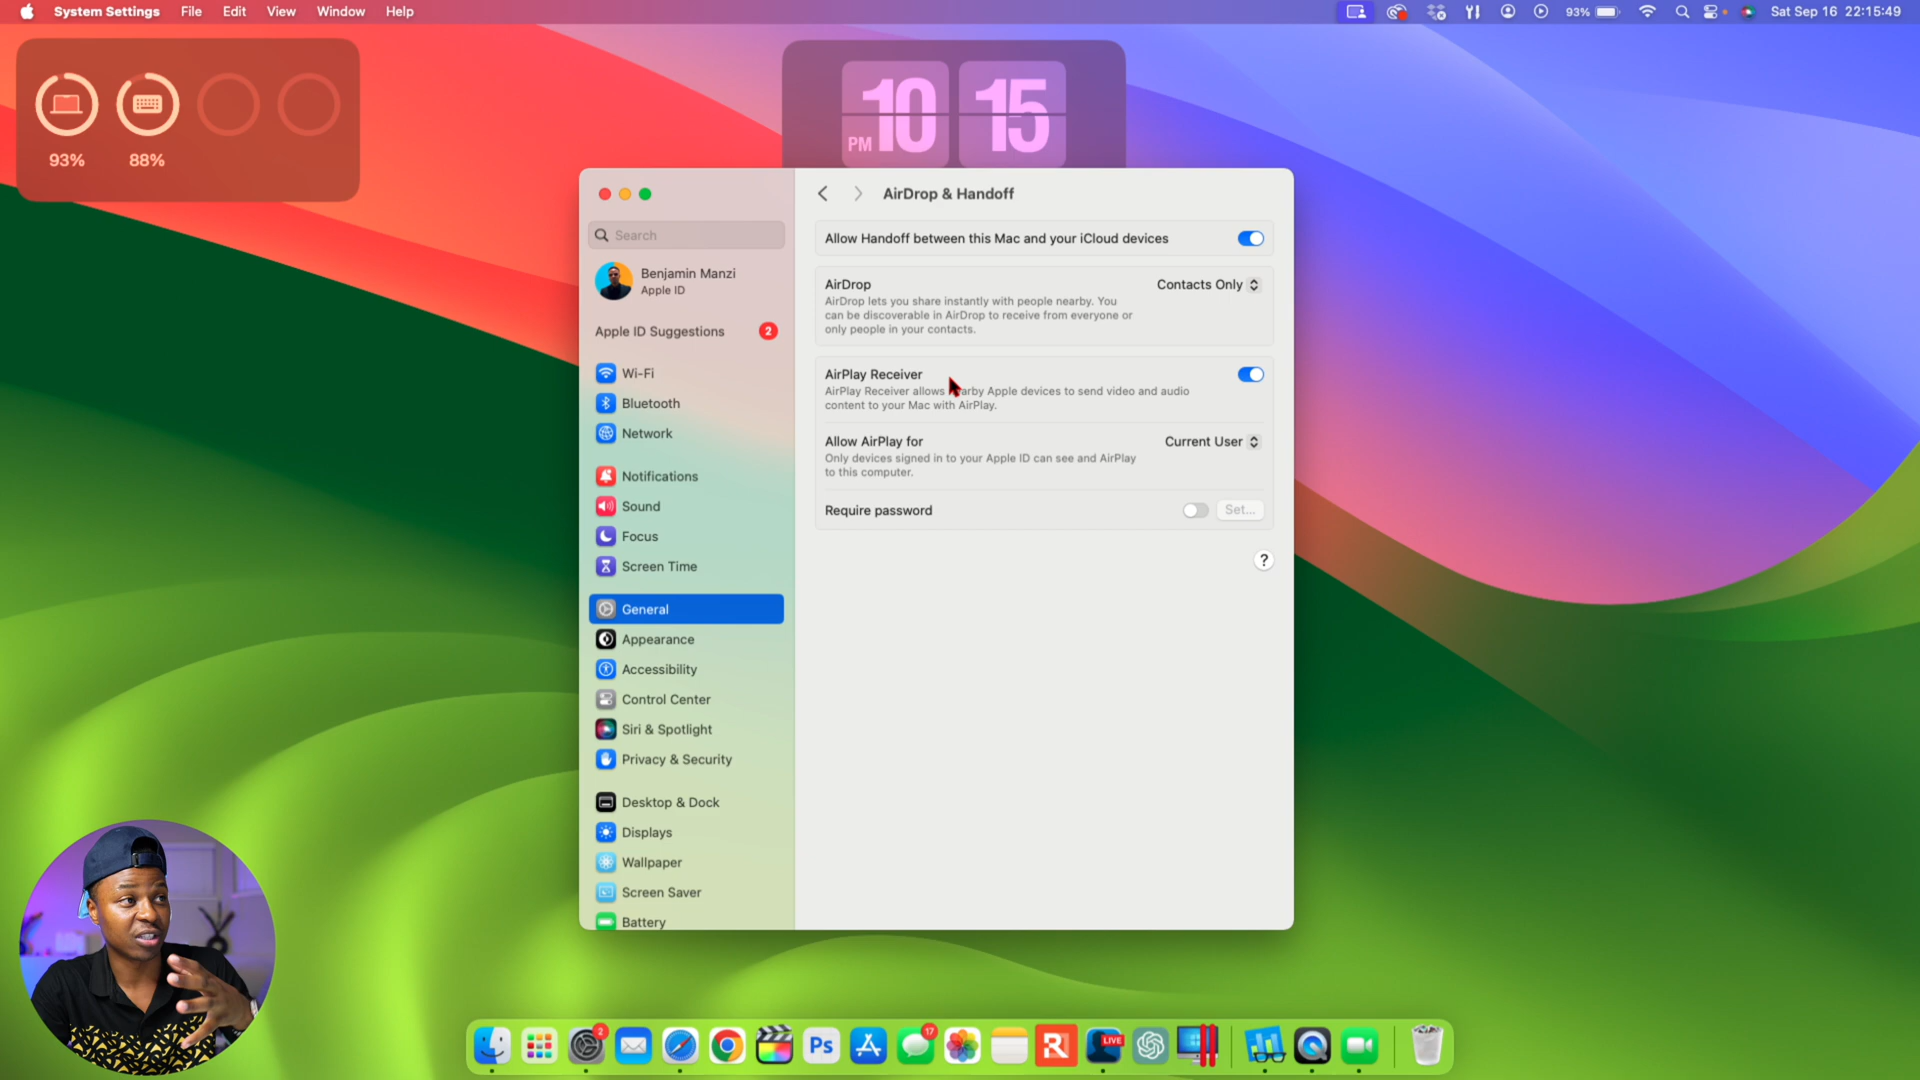 System Settings File Edit View Window Help
93% Sat Sep 16 22:15:49
93% 88%
PM 10 15
AirDrop & Handoff
Search
Benjamin Manzi
Apple ID
Apple ID Suggestions 2
Wi-Fi
Bluetooth
Network
Notifications
Sound
Focus
Screen Time
General
Appearance
Accessibility
Control Center
Siri & Spotlight
Privacy & Security
Desktop & Dock
Displays
Wallpaper
Screen Saver
Battery
Allow Handoff between this Mac and your iCloud devices
AirDrop Contacts Only
AirDrop lets you share instantly with people nearby. You
can be discoverable in AirDrop to receive from everyone or
only people in your contacts.
AirPlay Receiver
AirPlay Receiver allows nearby Apple devices to send video and audio
content to your Mac with AirPlay.
Allow AirPlay for Current User
Only devices signed in to your Apple ID can see and AirPlay
to this computer.
Require password Set...
?
2 Ps 17 R LIVE